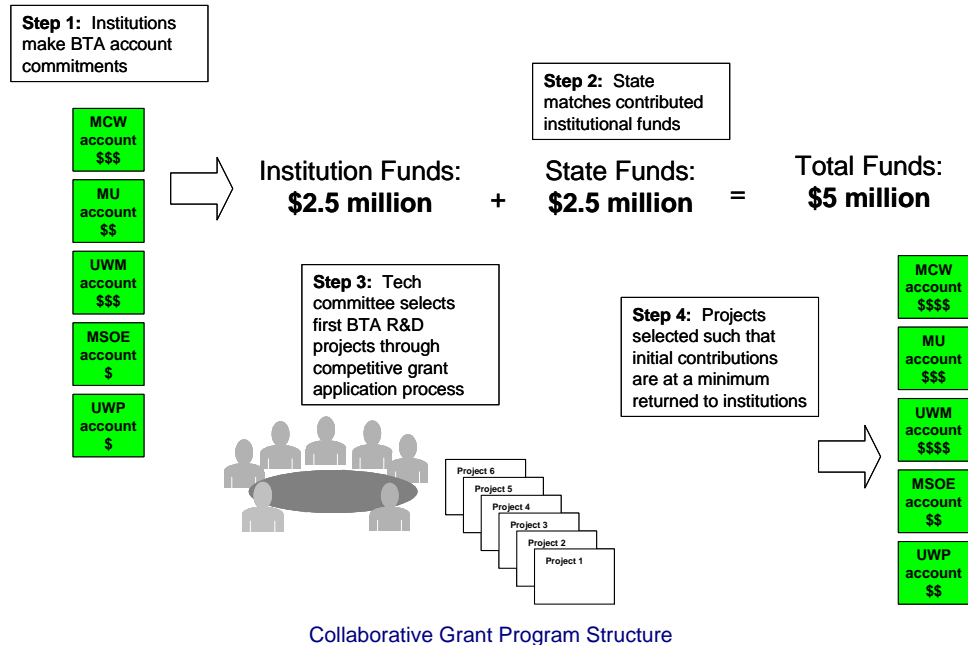 Step 1: Institutions
make BTA account
commitments
MCW
account
$$$
MU
account
$$
UWM
account
$$$
MSOE
account
$
UWP
account
$
Step 2: State
matches contributed
institutional funds
Institution Funds:
$2.5 million
+
State Funds:
$2.5 million
=
Total Funds:
$5 million
Step 3: Tech
committee selects
first BTA R&D
projects through
competitive grant
application process
Project 6
Project 5
Project 4
Project 3
Project 2
Project 1
Step 4: Projects
selected such that
initial contributions
are at a minimum
returned to institutions
MCW
account
$$$$
MU
account
$$$
UWM
account
$$$$
MSOE
account
$$
UWP
account
$$
Collaborative Grant Program Structure